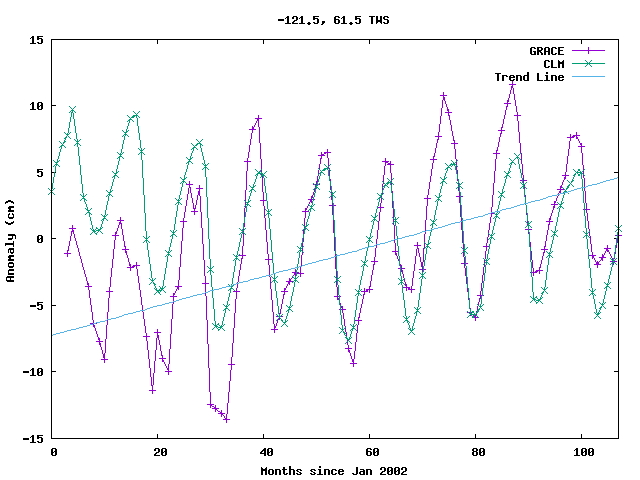 -121.5, 61.5 TWS
GRACE
CLM
Trend Line
15
10
5
0
-5
-10
-15
Anomaly (cm)
0 20 40 60 80 100
Months since Jan 2002